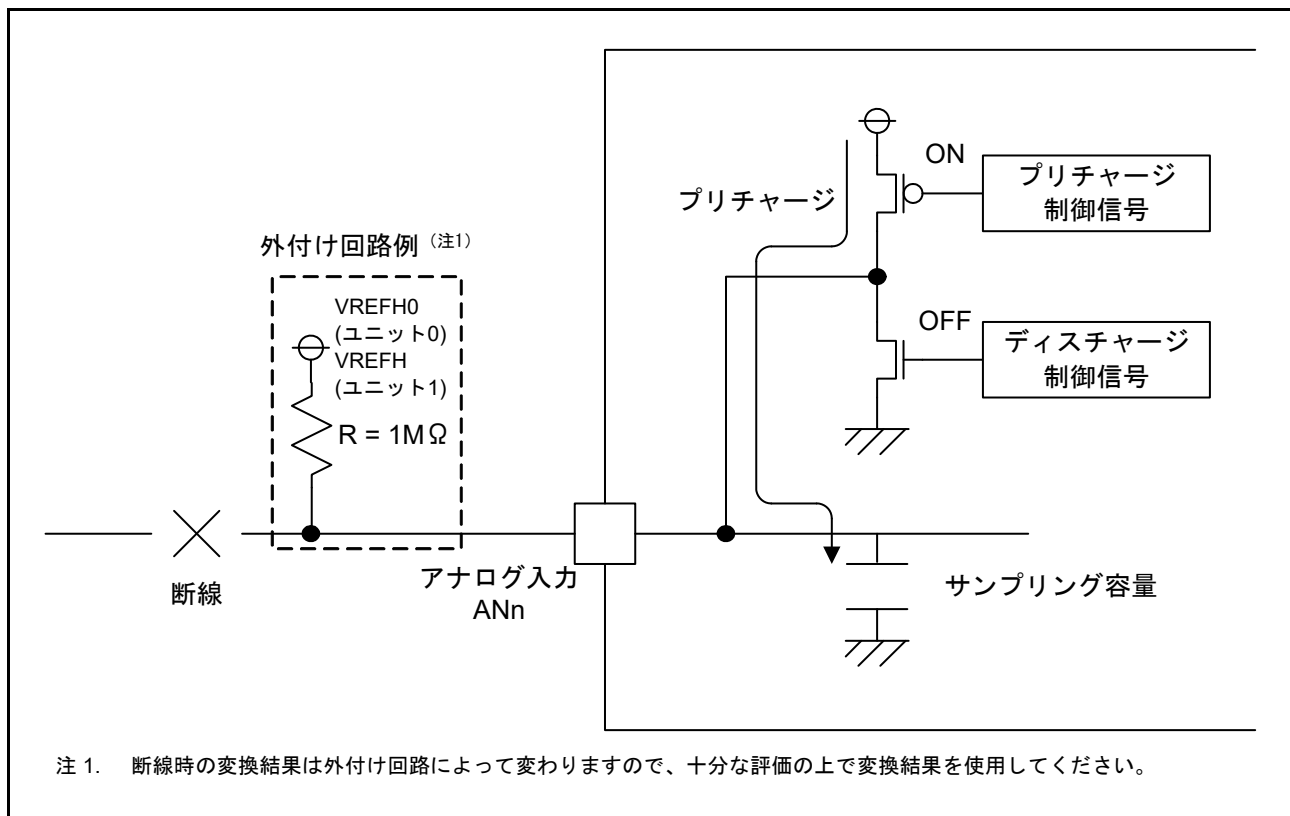 ON
プリチャージ
制御信号
プリチャージ
外付け回路例（注1）
VREFH0
(ユニット0)
VREFH
(ユニット1)
R = 1MΩ
OFF
ディスチャージ
制御信号
断線
アナログ入力
ANn
サンプリング容量
注 1. 断線時の変換結果は外付け回路によって変わりますので、十分な評価の上で変換結果を使用してください。